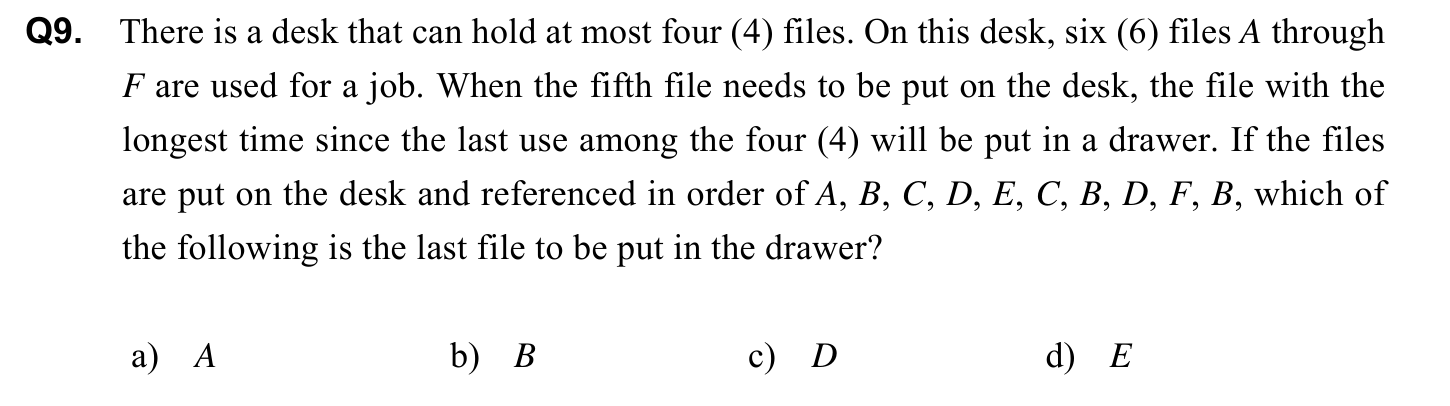 Q9. There is a desk that can hold at most four (4) files. On this desk, six (6) files A through
F are used for a job. When the fifth file needs to be put on the desk, the file with the
longest time since the last use among the four (4) will be put in a drawer. If the files
are put on the desk and referenced in order of A, B, C, D, E, C, B, D, F, B, which of
the following is the last file to be put in the drawer?
a) A b) B c) D d) E